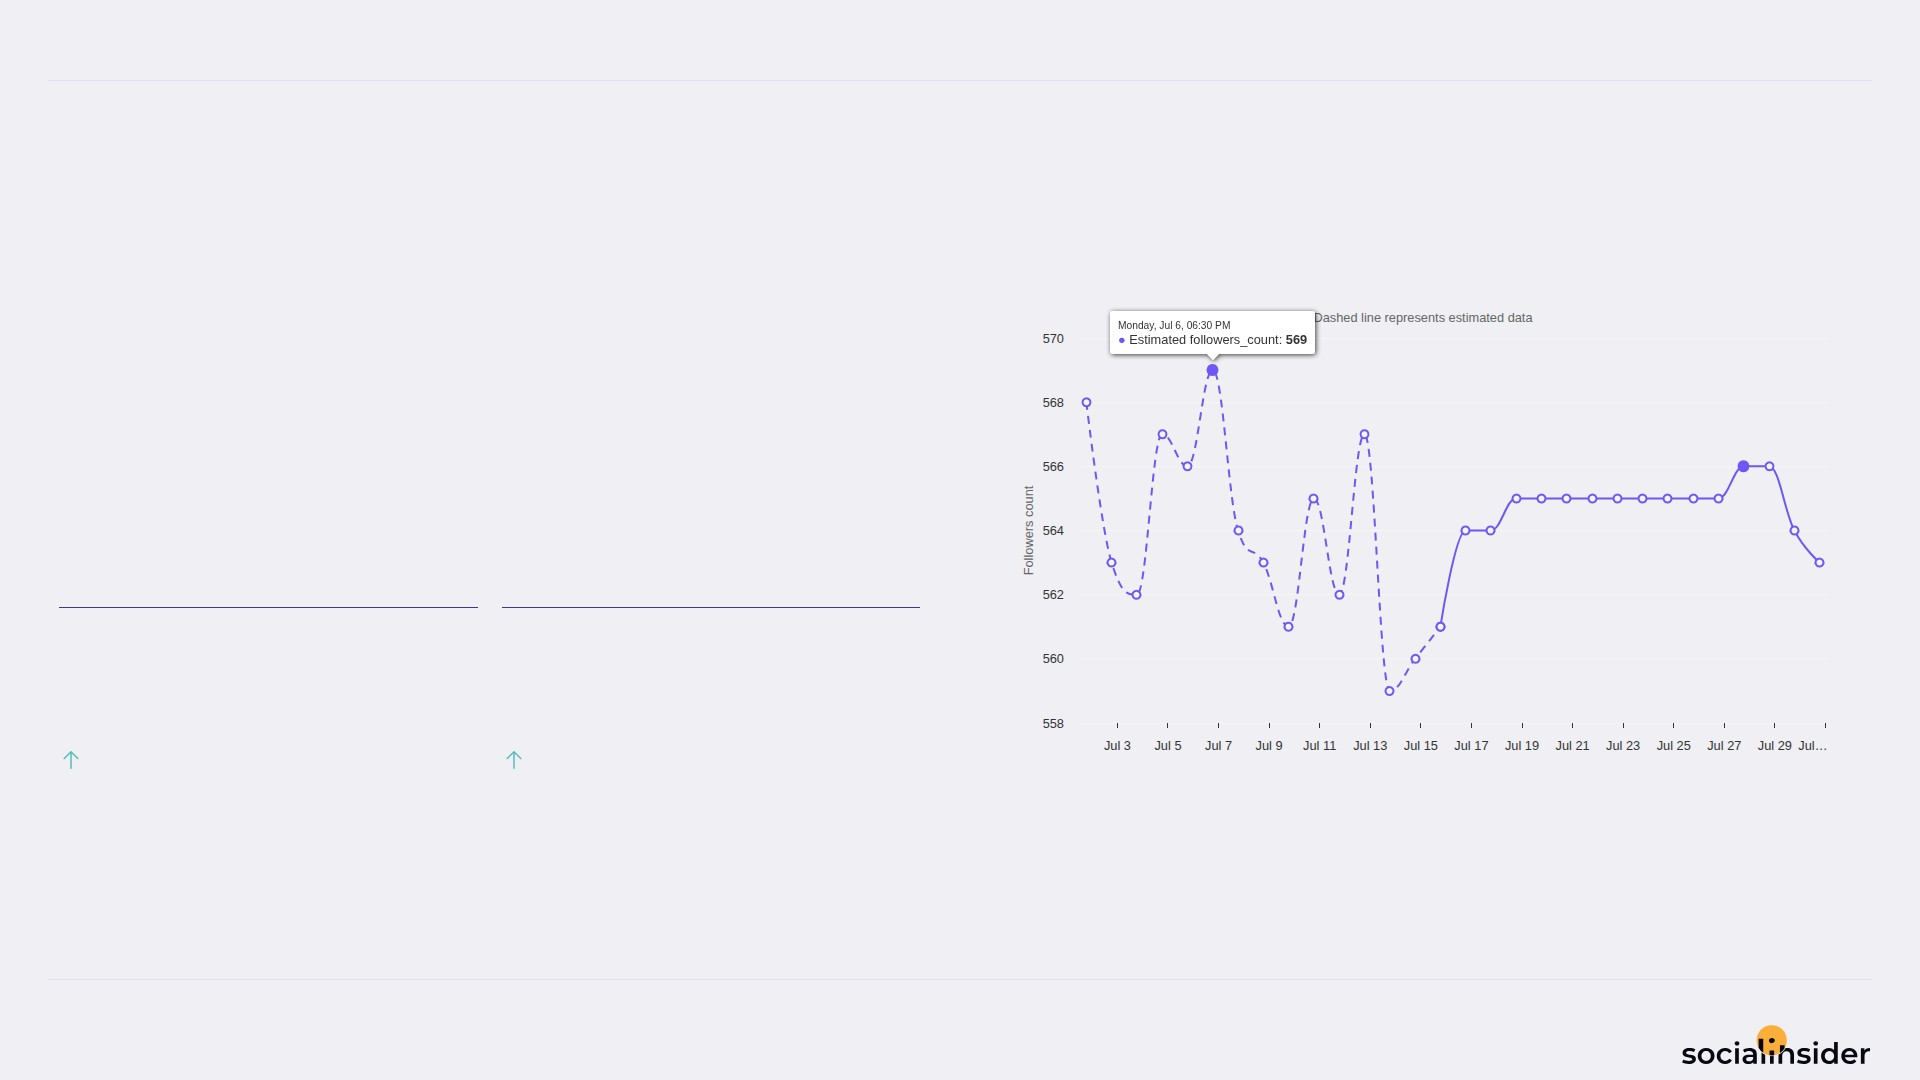 Dashed line represents estimated data
Monday, Jul 6, 06:30 PM
● Estimated followers_count: 569
570
568
566
564
562
560
558
Followers count
Jul 3 Jul 5 Jul 7 Jul 9 Jul 11 Jul 13 Jul 15 Jul 17 Jul 19 Jul 21 Jul 23 Jul 25 Jul 27 Jul 29 Jul…
socialinsider